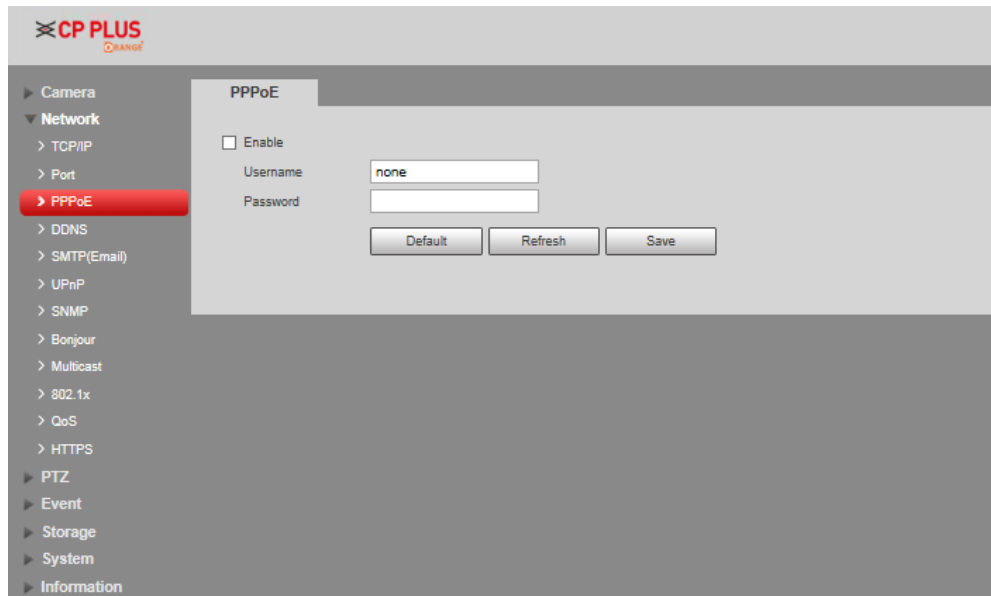 CP PLUS
ORANGE
Camera
Network
TCP/IP
Port
PPPoE
DDNS
SMTP(Email)
UPnP
SNMP
Bonjour
Multicast
802.1x
QoS
HTTPS
PTZ
Event
Storage
System
Information
PPPoE
Enable
Username none
Password
Default Refresh Save